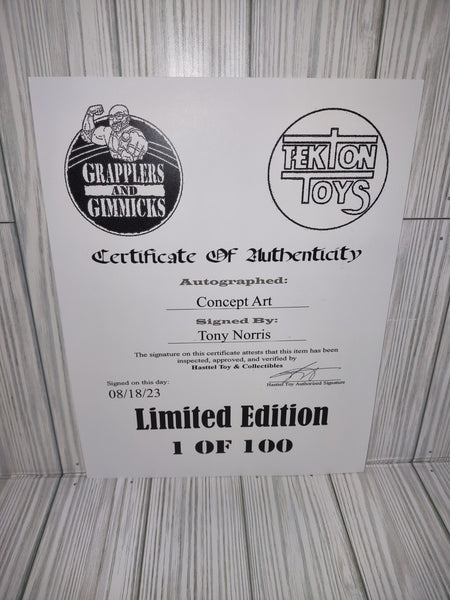 GRAPPLERS
AND
GIMMICKS
TEKTON
TOYS
Certificate Of Authenticity
Autographed:
Concept Art
Signed By:
Tony Norris
The signature on this certificate attests that this item has been
inspected, approved, and verified by
Hasttel Toy & Collectibles
Signed on this day:
08/18/23
Hasttel Toy Authorized Signature
Limited Edition
1 OF 100